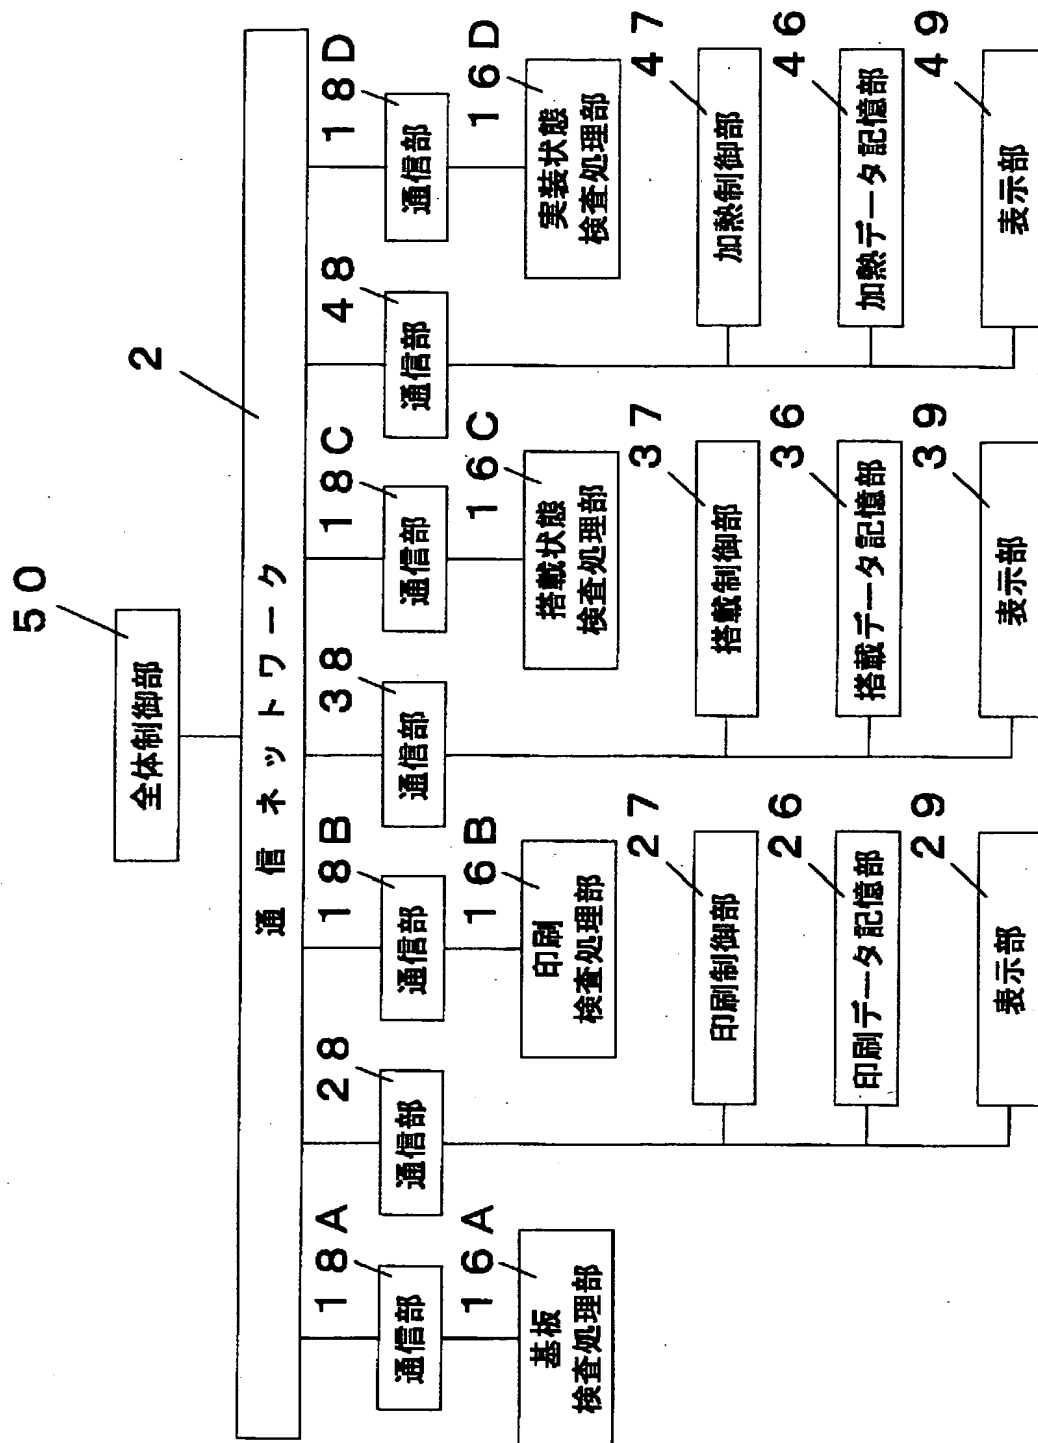 50
全体制御部
2
通信ネットワーク
18A
28
18B
38
18C
48
18D
通信部
通信部
通信部
通信部
通信部
通信部
通信部
16A
16B
16C
16D
基板
検査処理部
印刷
検査処理部
搭載状態
検査処理部
実装状態
検査処理部
27
37
47
印刷制御部
搭載制御部
加熱制御部
26
36
46
印刷データ記憶部
搭載データ記憶部
加熱データ記憶部
29
39
49
表示部
表示部
表示部